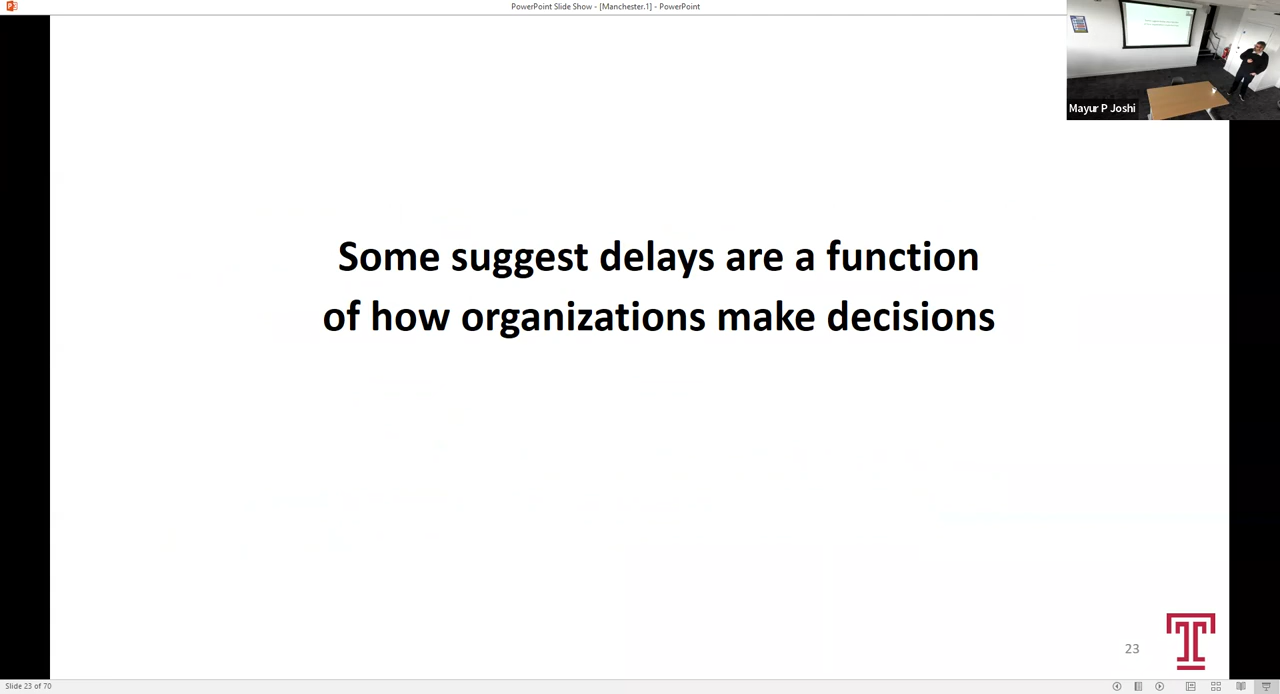 PowerPoint Slide Show - [Manchester.1] - PowerPoint
Mayur P Joshi
Some suggest delays are a function
of how organizations make decisions
23
Slide 23 of 70